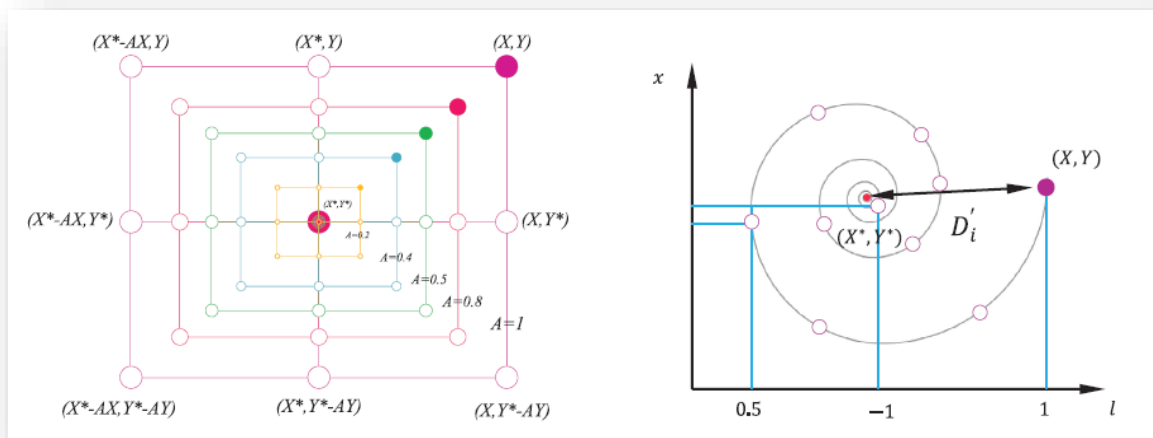 (X*-AX,Y)
(X*,Y)
(X,Y)
(X*-AX,Y*)
(X*,Y*)
(X,Y*)
A=0.2
A=0.4
A=0.5
A=0.8
A=1
(X*-AX,Y*-AY)
(X*,Y*-AY)
(X,Y*-AY)
x
(X,Y)
(X*,Y*)
D'i
0.5
−1
1
l